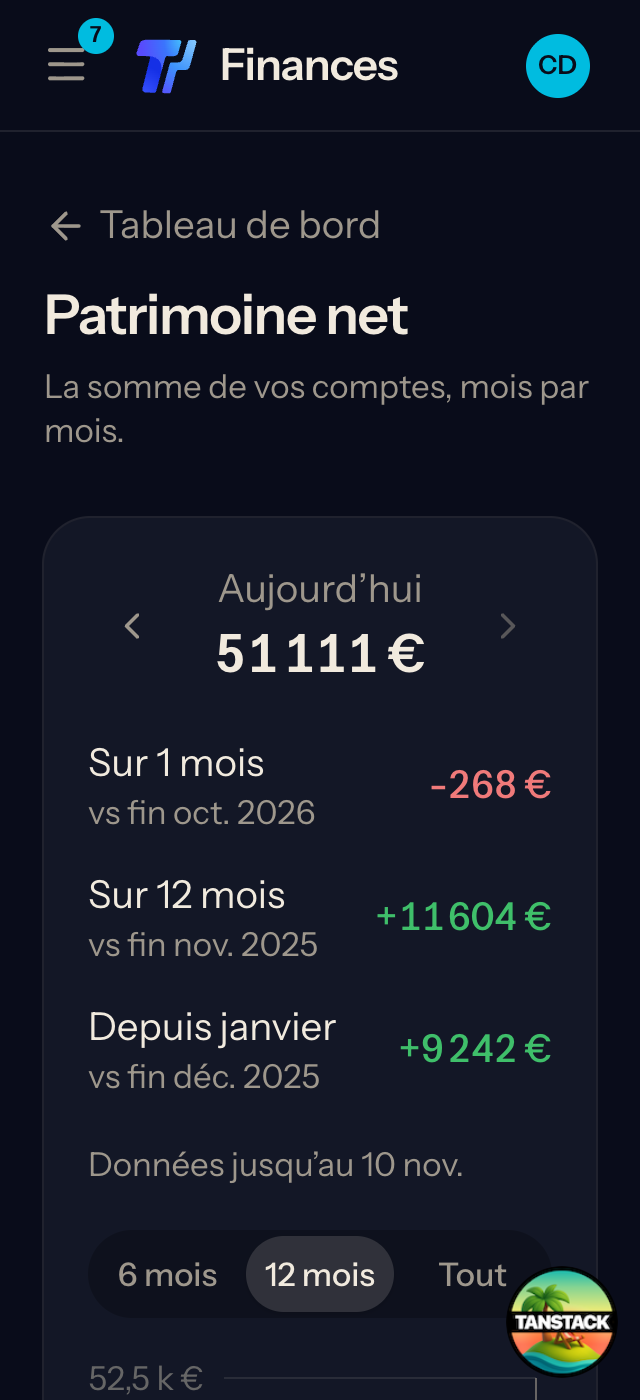 7
Finances
CD
Tableau de bord
Patrimoine net
La somme de vos comptes, mois par
mois.
Aujourd’hui
51 111 €
Sur 1 mois
vs fin oct. 2026
-268 €
Sur 12 mois
vs fin nov. 2025
+11 604 €
Depuis janvier
vs fin déc. 2025
+9 242 €
Données jusqu’au 10 nov.
6 mois
12 mois
Tout
TANSTACK
52,5 k €